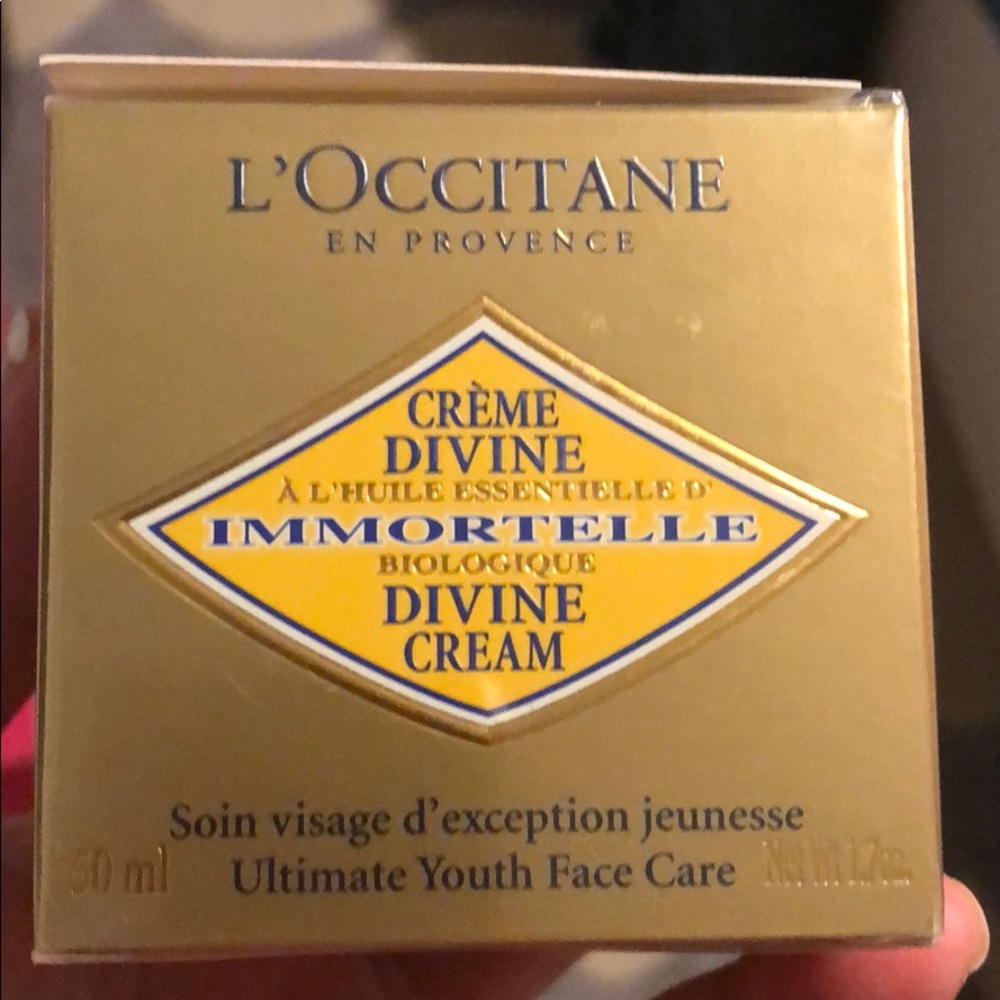 L'OCCITANE
EN PROVENCE
CRÈME
DIVINE
À L'HUILE ESSENTIELLE D'
IMMORTELLE
BIOLOGIQUE
DIVINE
CREAM
Soin visage d'exception jeunesse
50 ml Ultimate Youth Face Care Net wt 1.7oz.